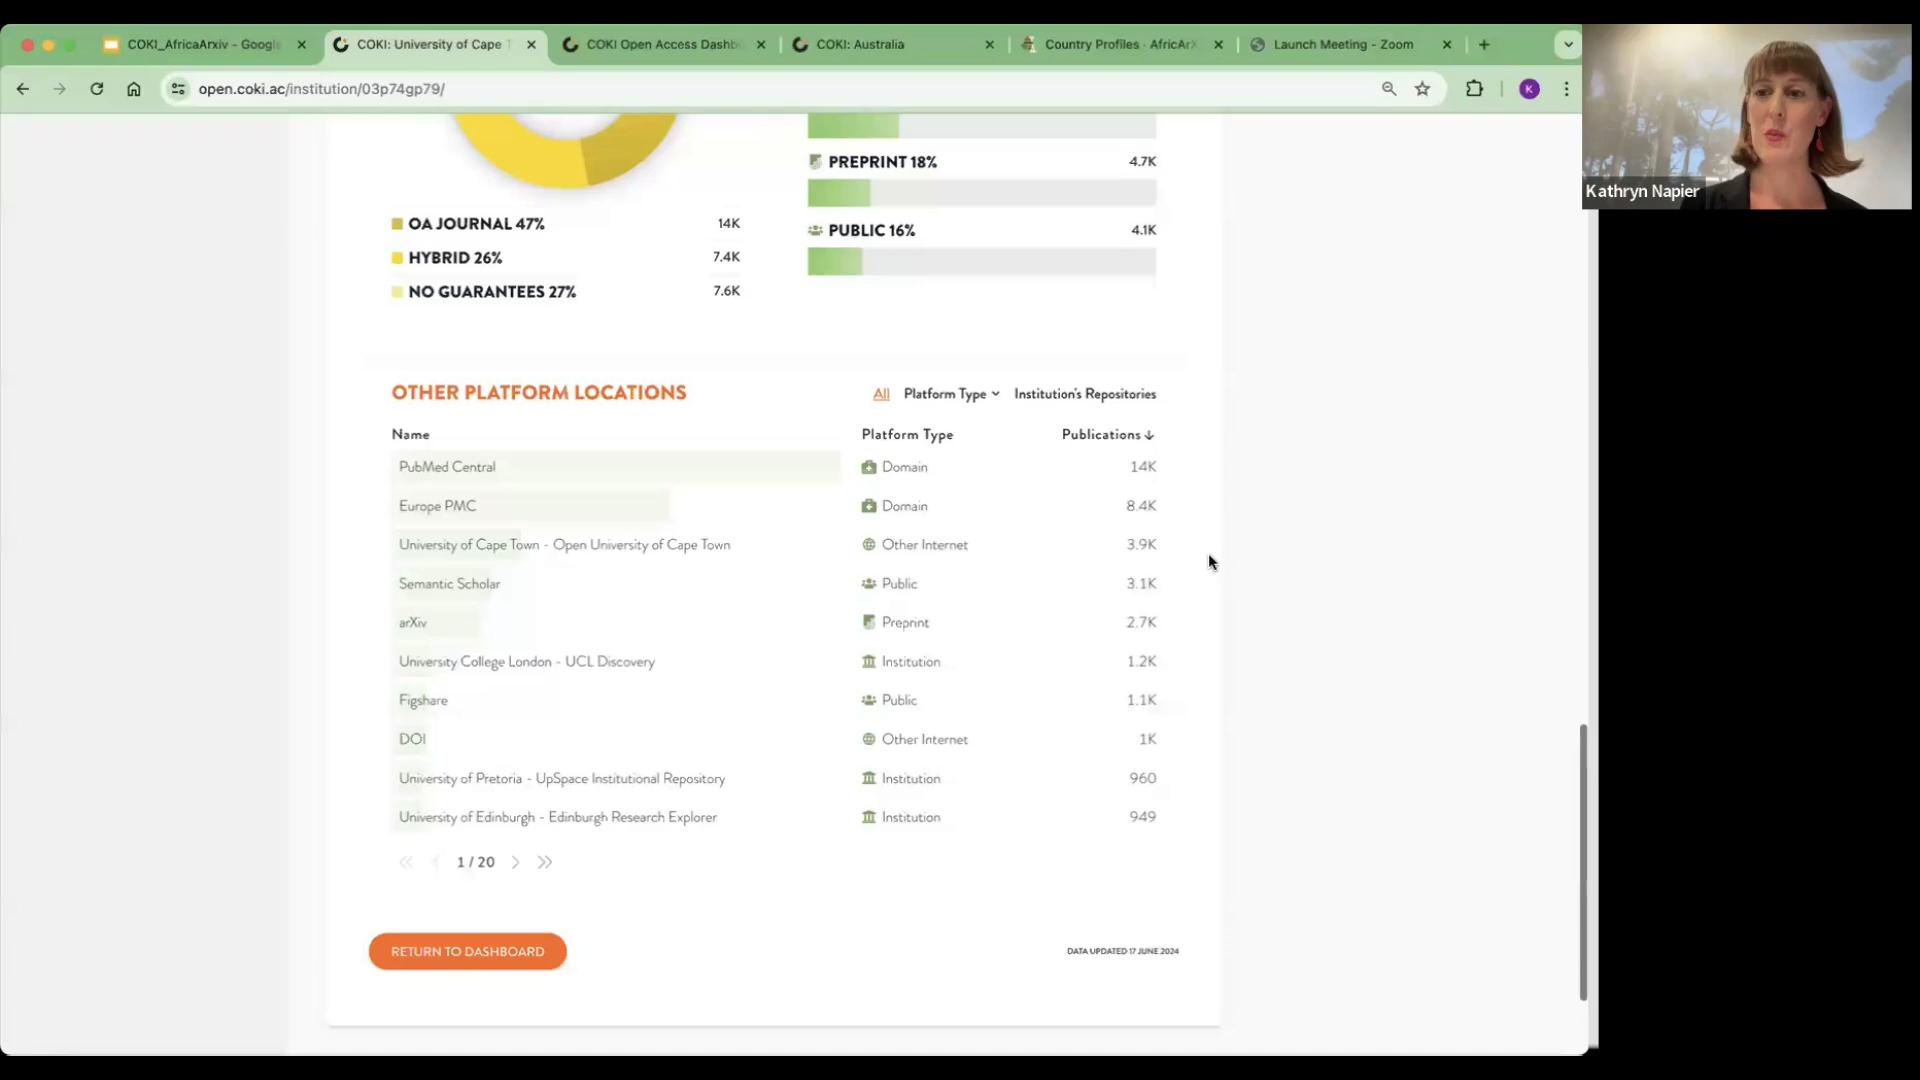 COKI_AfricaArxiv - Google
COKI: University of Cape T
COKI Open Access Dashb
COKI: Australia
Country Profiles · AfricArX
Launch Meeting - Zoom
open.coki.ac/institution/03p74gp79/
K
Kathryn Napier
PREPRINT 18% 4.7K
PUBLIC 16% 4.1K
OA JOURNAL 47% 14K
HYBRID 26% 7.4K
NO GUARANTEES 27% 7.6K
OTHER PLATFORM LOCATIONS All Platform Type Institution's Repositories
Name Platform Type Publications
PubMed Central Domain 14K
Europe PMC Domain 8.4K
University of Cape Town - Open University of Cape Town Other Internet 3.9K
Semantic Scholar Public 3.1K
arXiv Preprint 2.7K
University College London - UCL Discovery Institution 1.2K
Figshare Public 1.1K
DOI Other Internet 1K
University of Pretoria - UpSpace Institutional Repository Institution 960
University of Edinburgh - Edinburgh Research Explorer Institution 949
1 / 20
RETURN TO DASHBOARD
DATA UPDATED 17 JUNE 2024